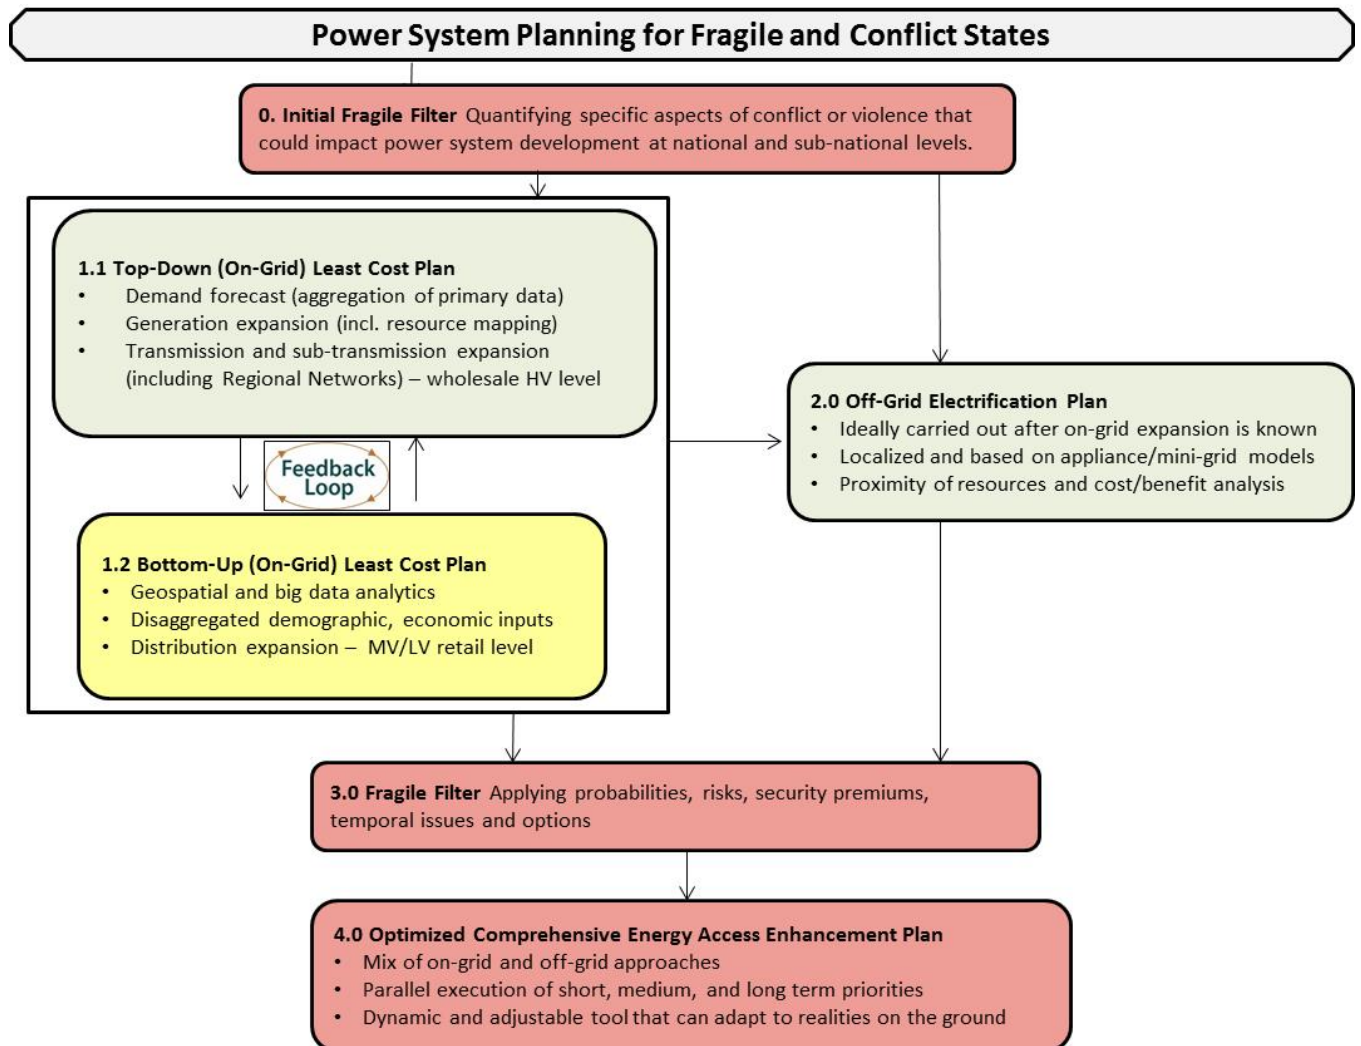 Power System Planning for Fragile and Conflict States
0. Initial Fragile Filter Quantifying specific aspects of conflict or violence that
could impact power system development at national and sub-national levels.
1.1 Top-Down (On-Grid) Least Cost Plan
• Demand forecast (aggregation of primary data)
• Generation expansion (incl. resource mapping)
• Transmission and sub-transmission expansion
(including Regional Networks) – wholesale HV level
Feedback
Loop
1.2 Bottom-Up (On-Grid) Least Cost Plan
• Geospatial and big data analytics
• Disaggregated demographic, economic inputs
• Distribution expansion – MV/LV retail level
2.0 Off-Grid Electrification Plan
• Ideally carried out after on-grid expansion is known
• Localized and based on appliance/mini-grid models
• Proximity of resources and cost/benefit analysis
3.0 Fragile Filter Applying probabilities, risks, security premiums,
temporal issues and options
4.0 Optimized Comprehensive Energy Access Enhancement Plan
• Mix of on-grid and off-grid approaches
• Parallel execution of short, medium, and long term priorities
• Dynamic and adjustable tool that can adapt to realities on the ground